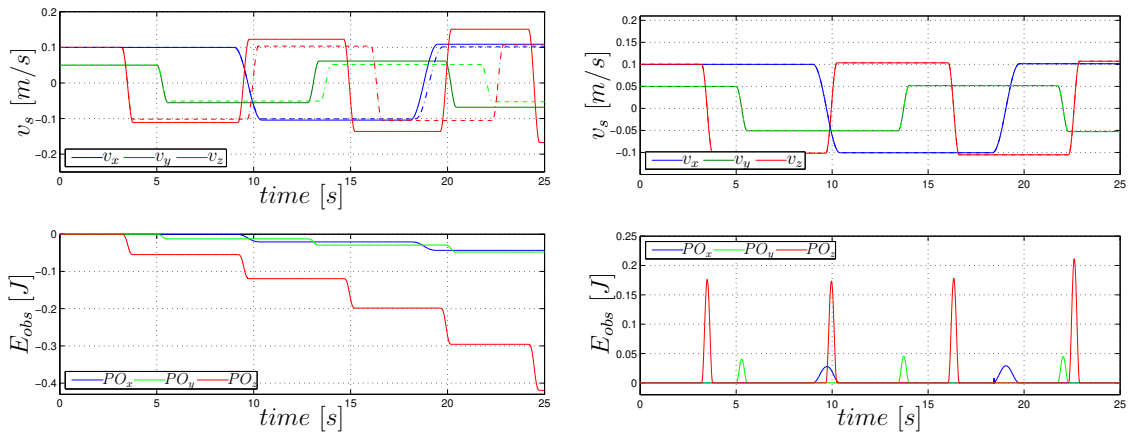 0.2
0.1
0
-0.1
-0.2
v_s [m/s]
v_x v_y v_z
0 5 10 15 20 25
time [s]
0.2
0.15
0.1
0.05
0
-0.05
-0.1
v_s [m/s]
v_x v_y v_z
0 5 10 15 20 25
time [s]
0
-0.1
-0.2
-0.3
-0.4
E_obs [J]
PO_x PO_y PO_z
0 5 10 15 20 25
time [s]
0.25
0.2
0.15
0.1
0.05
0
E_obs [J]
PO_x PO_y PO_z
0 5 10 15 20 25
time [s]